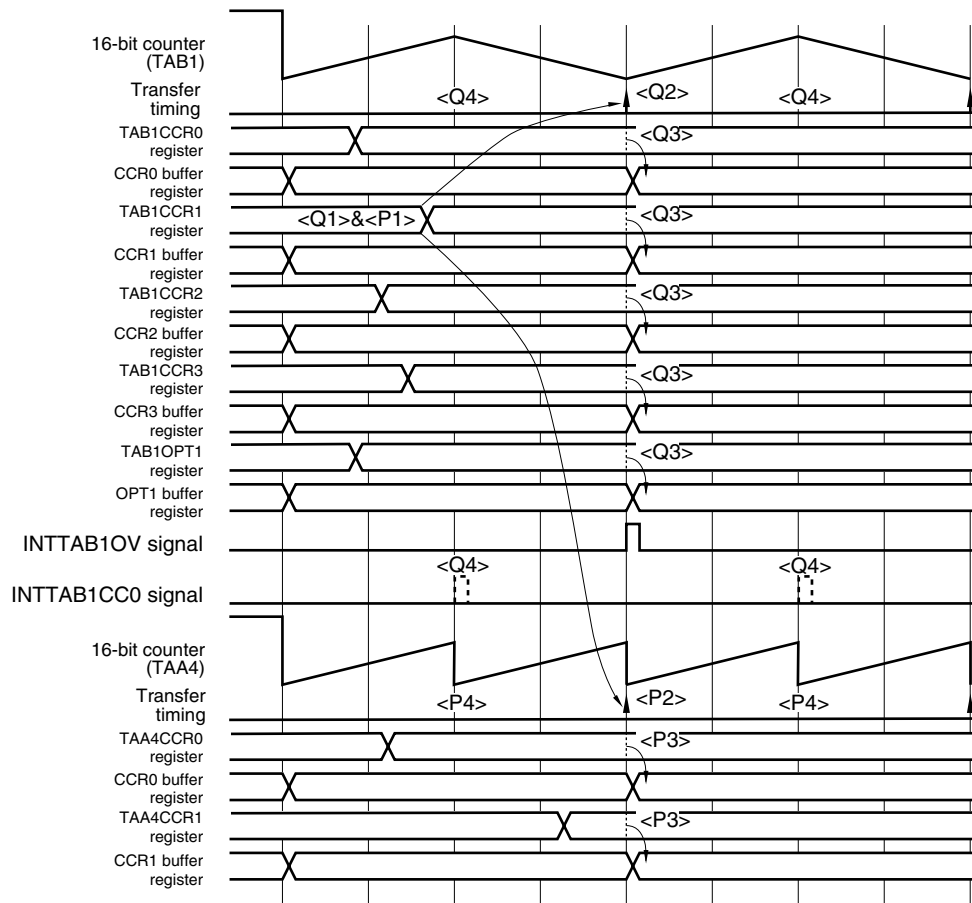 16-bit counter
(TAB1)
Transfer
timing
<Q4>
<Q2>
<Q4>
TAB1CCR0
register
<Q3>
CCR0 buffer
register
TAB1CCR1
register
<Q1>&<P1>
<Q3>
CCR1 buffer
register
TAB1CCR2
register
<Q3>
CCR2 buffer
register
TAB1CCR3
register
<Q3>
CCR3 buffer
register
TAB1OPT1
register
<Q3>
OPT1 buffer
register
INTTAB1OV signal
<Q4>
<Q4>
INTTAB1CC0 signal
16-bit counter
(TAA4)
Transfer
timing
<P4>
<P2>
<P4>
TAA4CCR0
register
<P3>
CCR0 buffer
register
TAA4CCR1
register
<P3>
CCR1 buffer
register